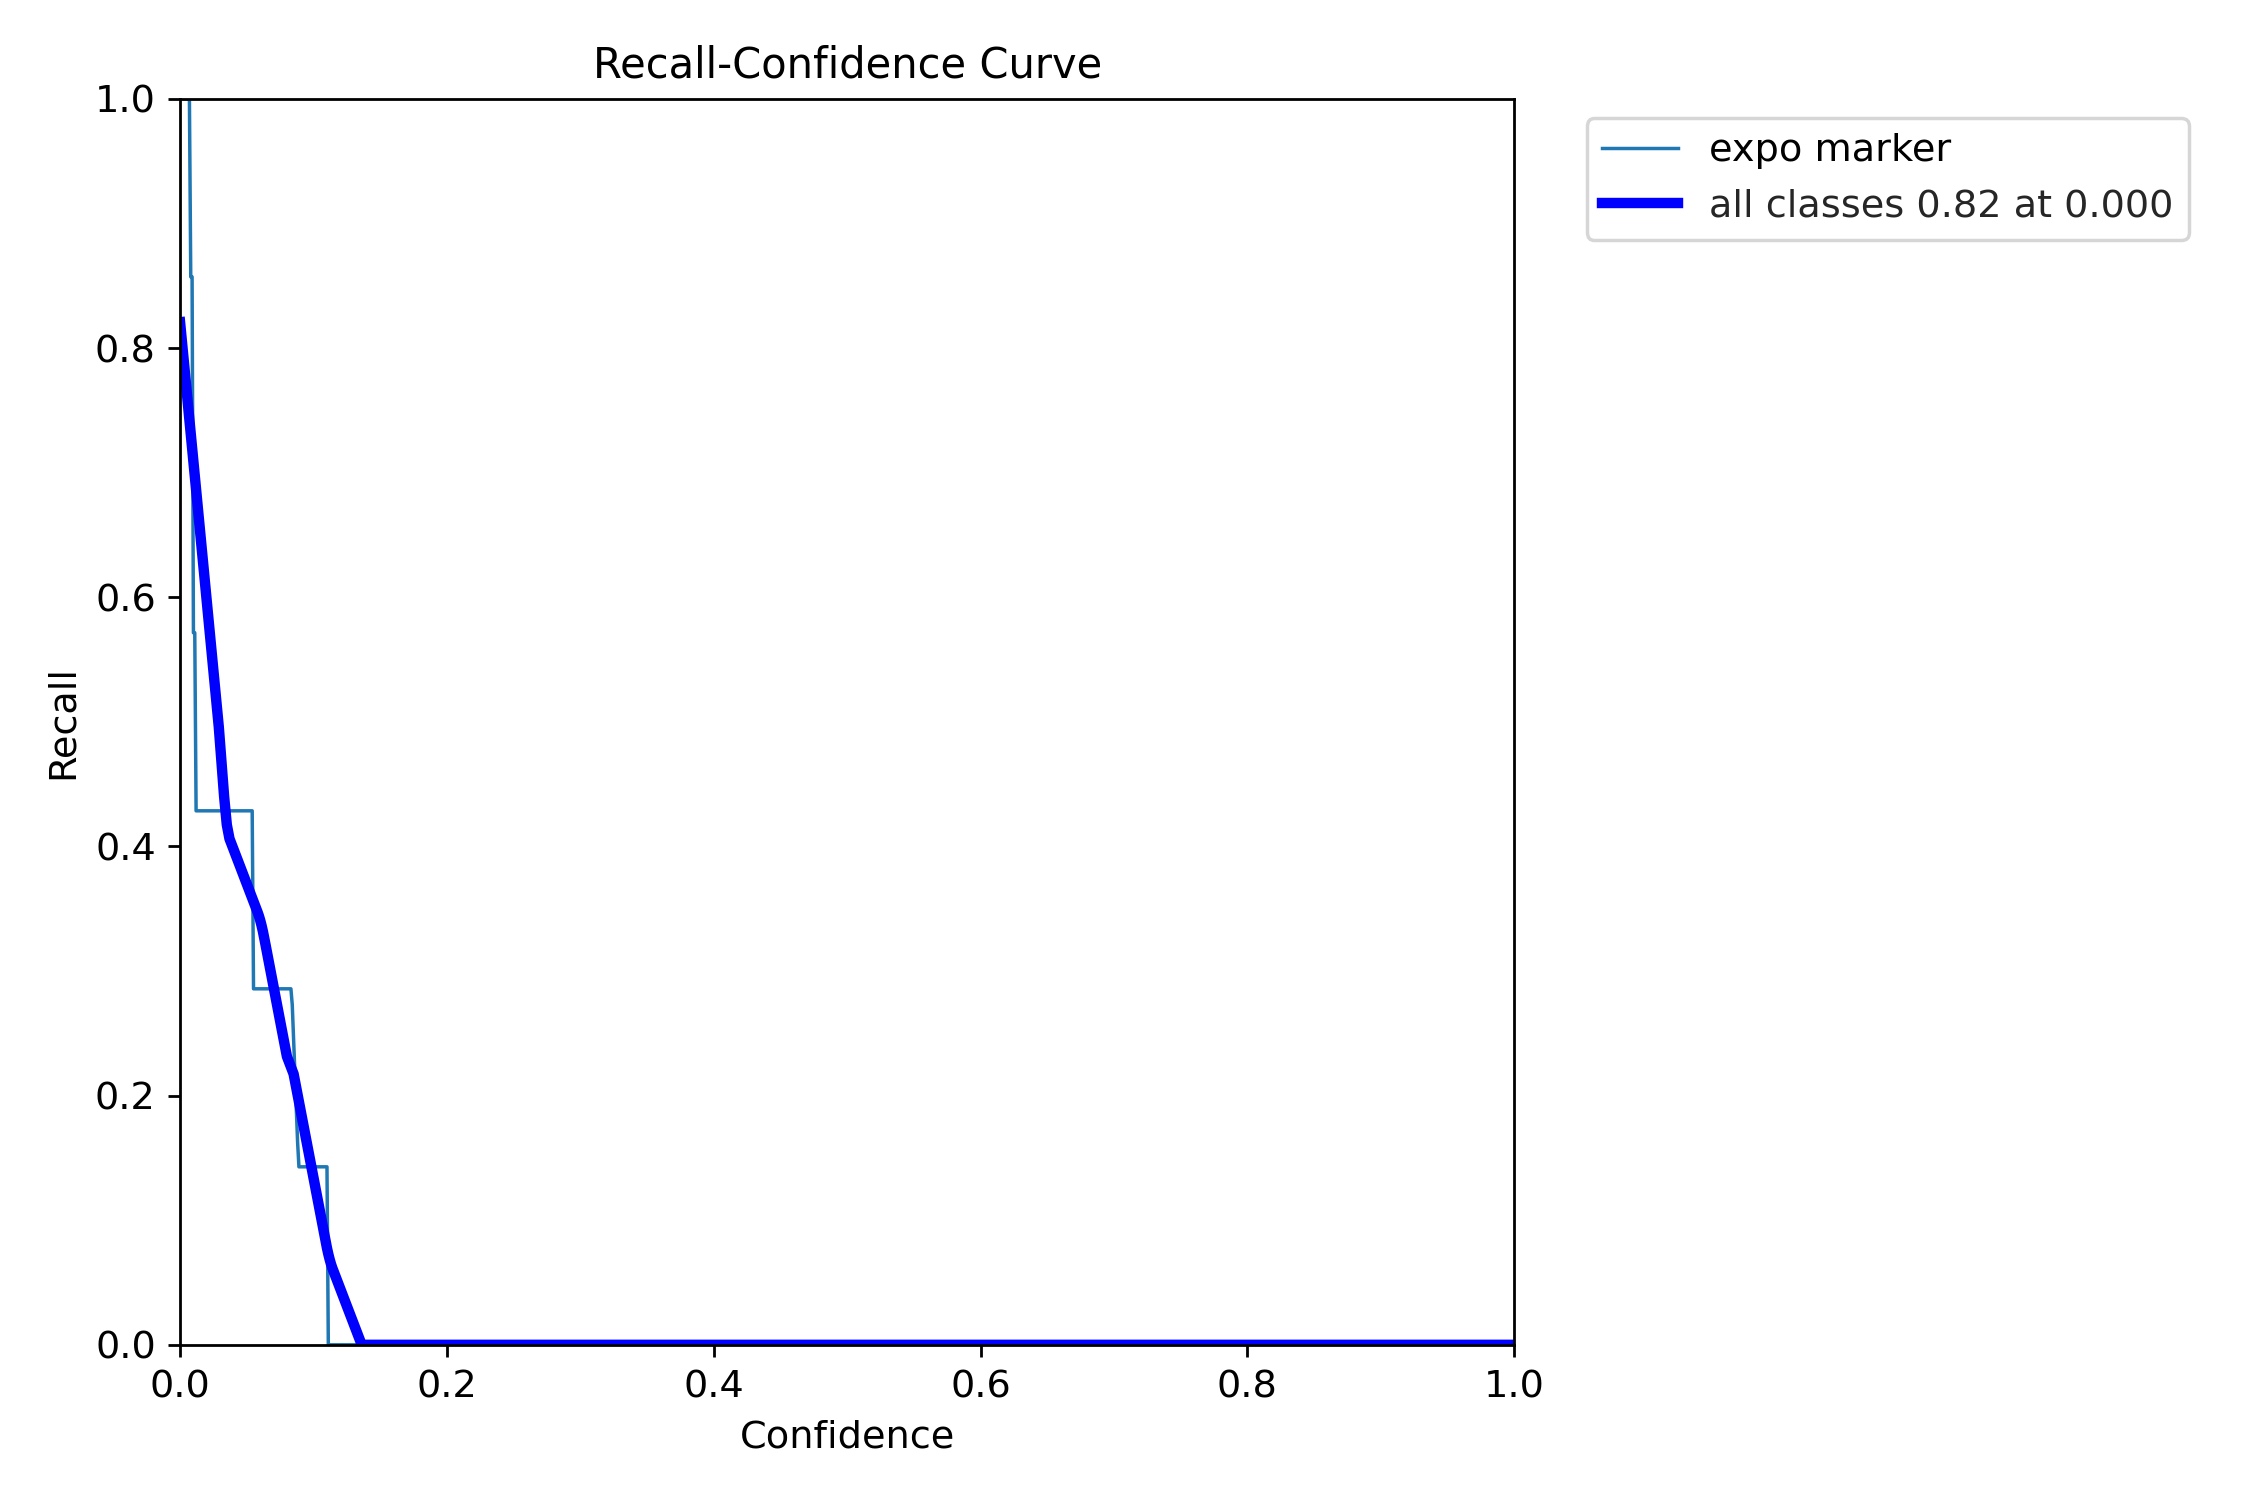 Recall-Confidence Curve
1.0
0.8
0.6
0.4
0.2
0.0
Recall
0.0 0.2 0.4 0.6 0.8 1.0
Confidence
expo marker
all classes 0.82 at 0.000